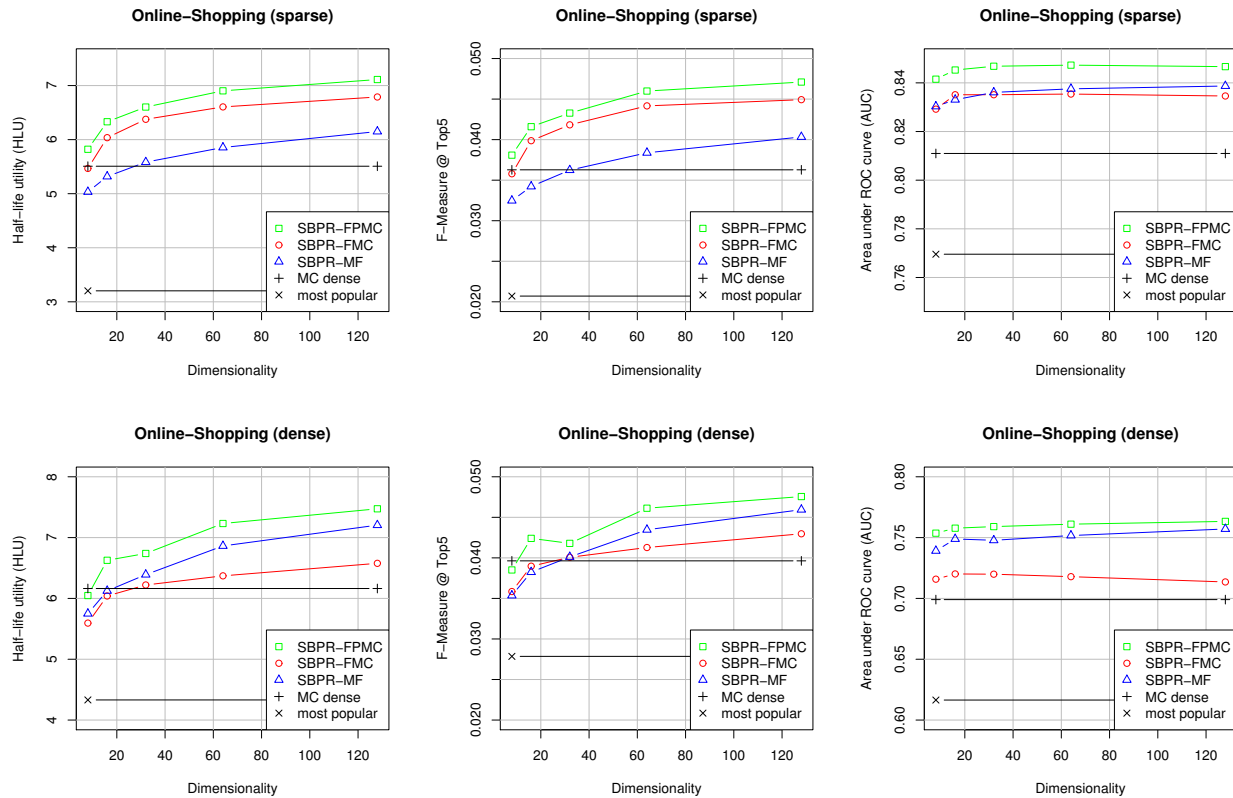 Online−Shopping (sparse)
Half−life utility (HLU)
7
6
5
4
3
SBPR−FPMC
SBPR−FMC
SBPR−MF
MC dense
most popular
20 40 60 80 100 120
Dimensionality
Online−Shopping (sparse)
F−Measure @ Top5
0.050
0.040
0.030
0.020
SBPR−FPMC
SBPR−FMC
SBPR−MF
MC dense
most popular
20 40 60 80 100 120
Dimensionality
Online−Shopping (sparse)
Area under ROC curve (AUC)
0.84
0.82
0.80
0.78
0.76
SBPR−FPMC
SBPR−FMC
SBPR−MF
MC dense
most popular
20 40 60 80 100 120
Dimensionality
Online−Shopping (dense)
Half−life utility (HLU)
8
7
6
5
4
SBPR−FPMC
SBPR−FMC
SBPR−MF
MC dense
most popular
20 40 60 80 100 120
Dimensionality
Online−Shopping (dense)
F−Measure @ Top5
0.050
0.040
0.030
0.020
SBPR−FPMC
SBPR−FMC
SBPR−MF
MC dense
most popular
20 40 60 80 100 120
Dimensionality
Online−Shopping (dense)
Area under ROC curve (AUC)
0.80
0.75
0.70
0.65
0.60
SBPR−FPMC
SBPR−FMC
SBPR−MF
MC dense
most popular
20 40 60 80 100 120
Dimensionality